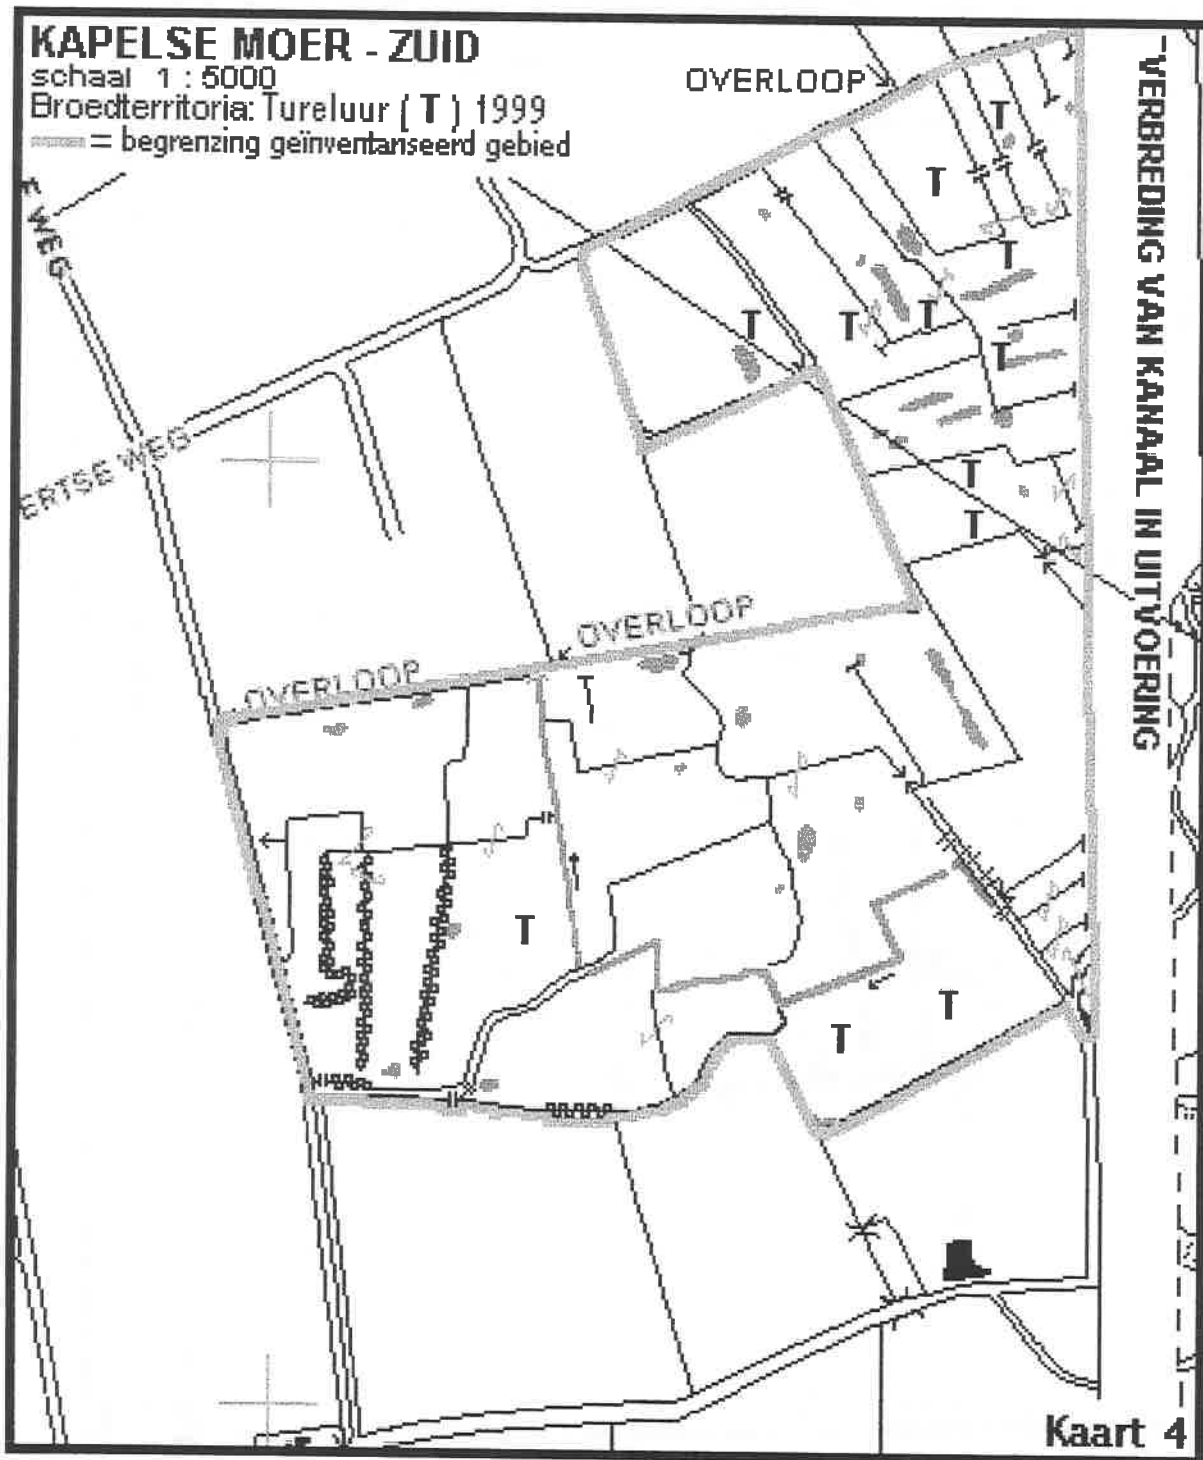 KAPELSE MOER - ZUID
schaal 1 : 5000
Broedterritoria: Tureluur ( T ) 1999
= begrenzing geïnventariseerd gebied
OVERLOOP
E WEG
ERTSE WEG
VERBREDING VAN KANAAL IN UITVOERING
T
T
T
T
T
T
T
T
T
OVERLOOP
OVERLOOP
T
T
T
T
Kaart 4